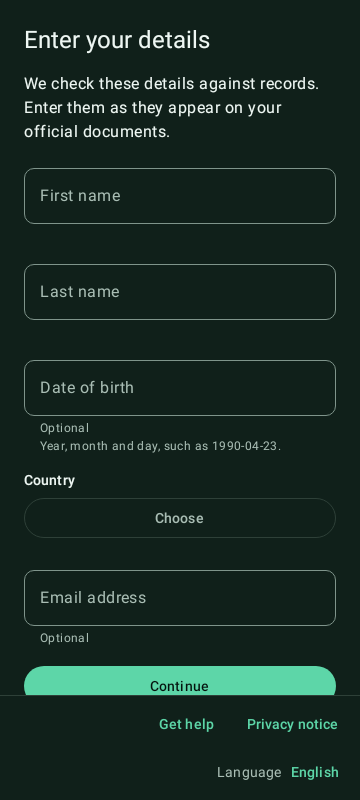 Enter your details
We check these details against records.
Enter them as they appear on your
official documents.
First name
Last name
Date of birth
Optional
Year, month and day, such as 1990-04-23.
Country
Choose
Email address
Optional
Continue
Get help
Privacy notice
Language English